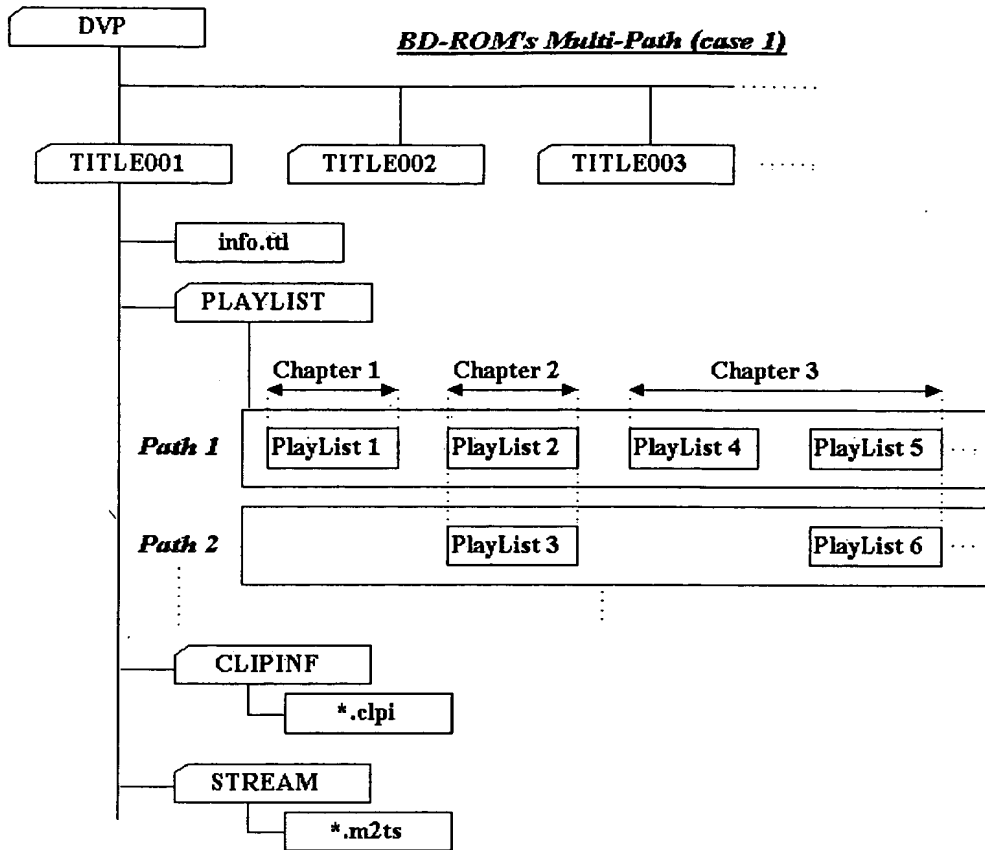 DVP
BD-ROM's Multi-Path (case 1)
TITLE001
TITLE002
TITLE003
info.ttl
PLAYLIST
Chapter 1
Chapter 2
Chapter 3
Path 1
PlayList 1
PlayList 2
PlayList 4
PlayList 5
Path 2
PlayList 3
PlayList 6
CLIPINF
*.clpi
STREAM
*.m2ts